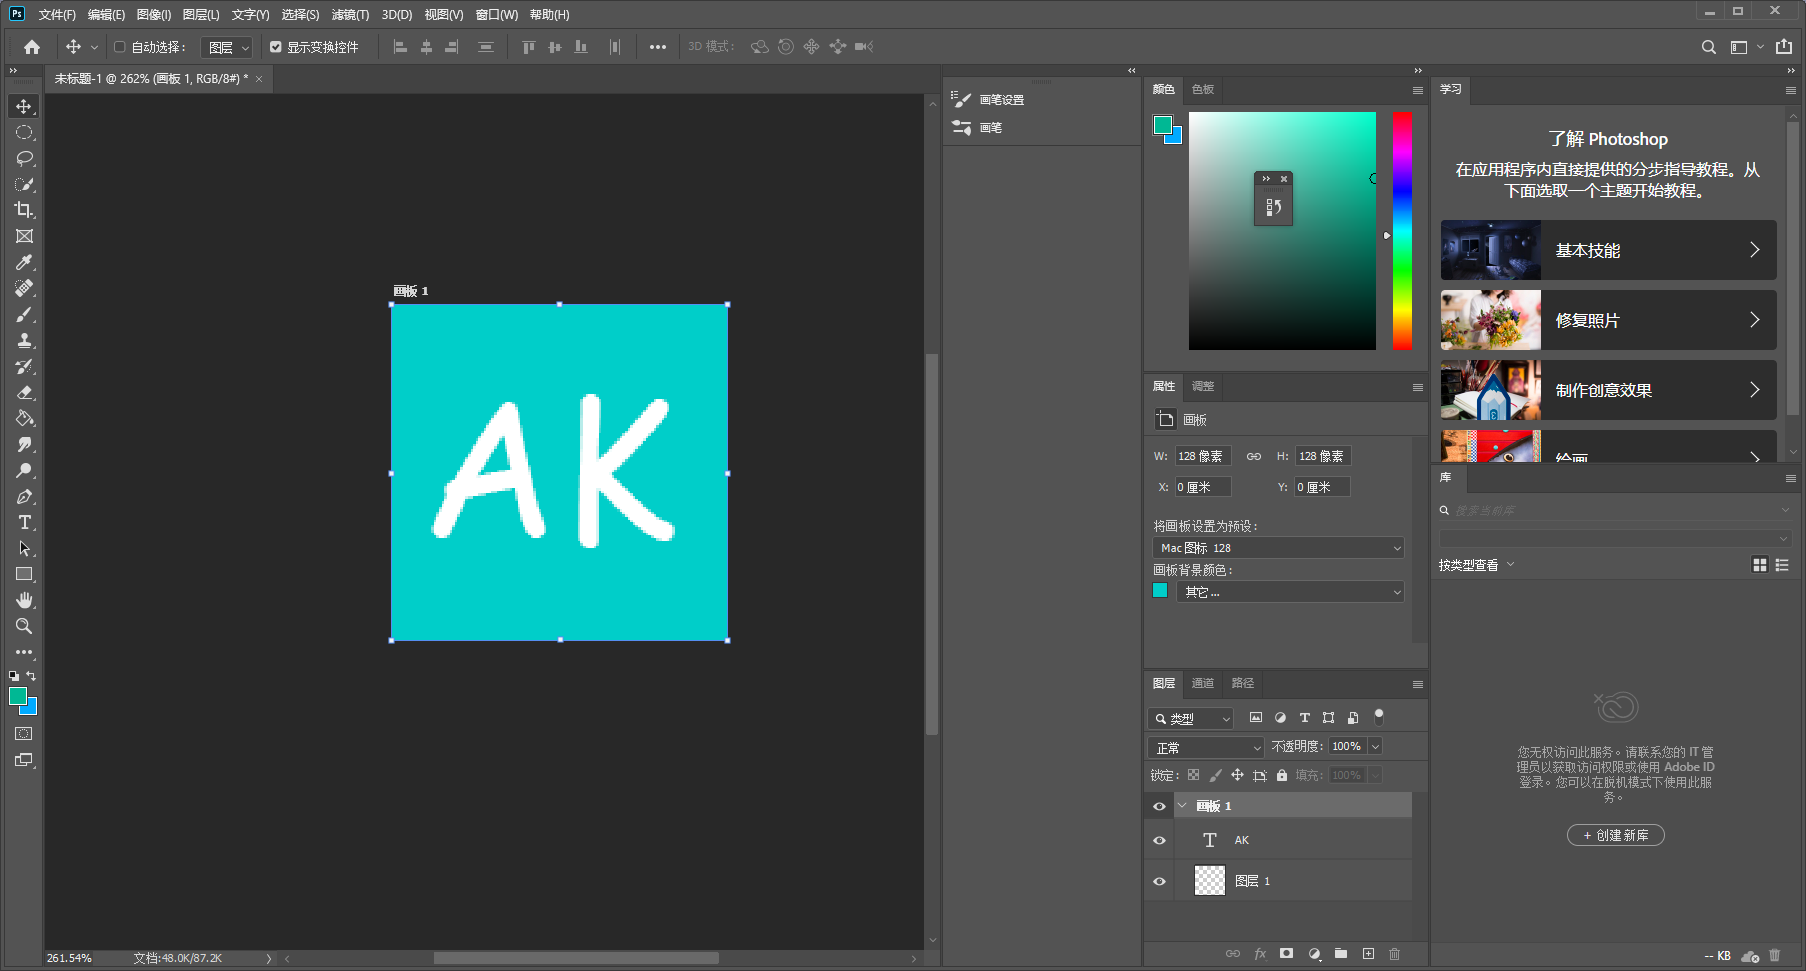 Ps 文件(F) 编辑(E) 图像(I) 图层(L) 文字(Y) 选择(S) 滤镜(T) 3D(D) 视图(V) 窗口(W) 帮助(H)
自动选择： 图层 显示变换控件 3D 模式：
未标题-1 @ 262% (画板 1, RGB/8#) * ×
画板 1
AK
261.54% 文档:48.0K/87.2K
画笔设置
画笔
颜色 色板
属性 调整
画板
W: 128 像素 H: 128 像素
X: 0 厘米 Y: 0 厘米
将画板设置为预设：
Mac 图标 128
画板背景颜色：
其它...
图层 通道 路径
类型
正常 不透明度: 100%
锁定: 填充: 100%
画板 1
T AK
图层 1
fx
学习
了解 Photoshop
在应用程序内直接提供的分步指导教程。从
下面选取一个主题开始教程。
基本技能
修复照片
制作创意效果
绘画
库
搜索当前库
按类型查看
您无权访问此服务。请联系您的 IT 管
理员以获取访问权限或使用 Adobe ID
登录。您可以在脱机模式下使用此服
务。
+ 创建新库
-- KB